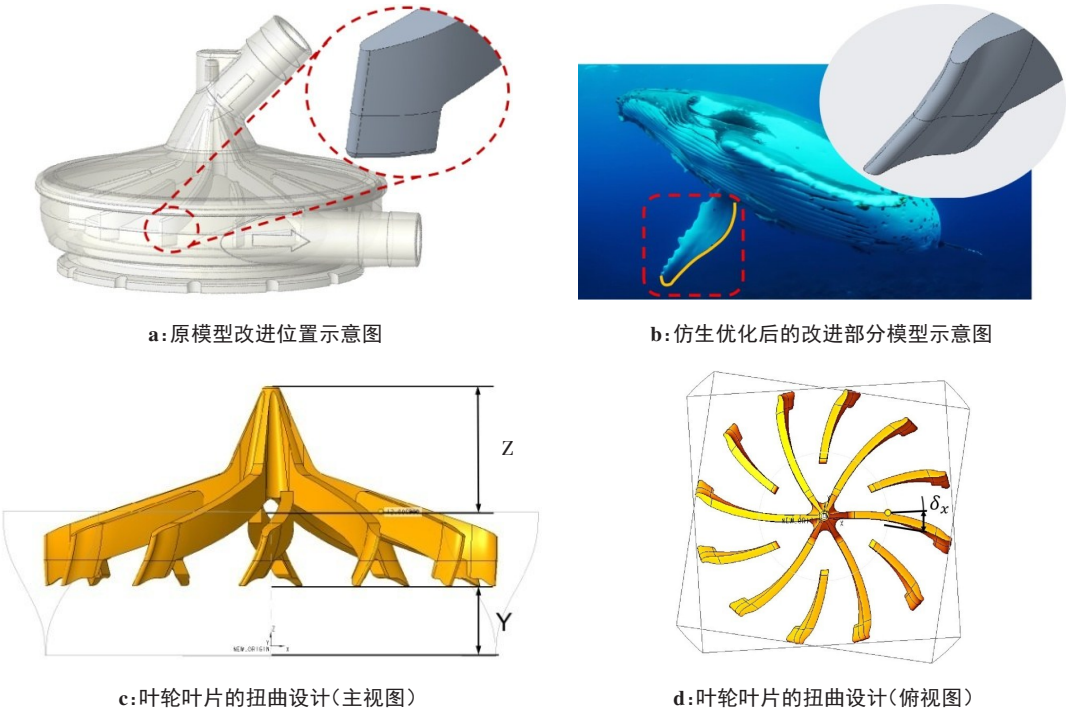 a:原模型改进位置示意图
b:仿生优化后的改进部分模型示意图
Z
Y
Z
Y
X
NEW_ORIGIN
NEW_ORIGIN
X
δx
c:叶轮叶片的扭曲设计(主视图)
d:叶轮叶片的扭曲设计(俯视图)